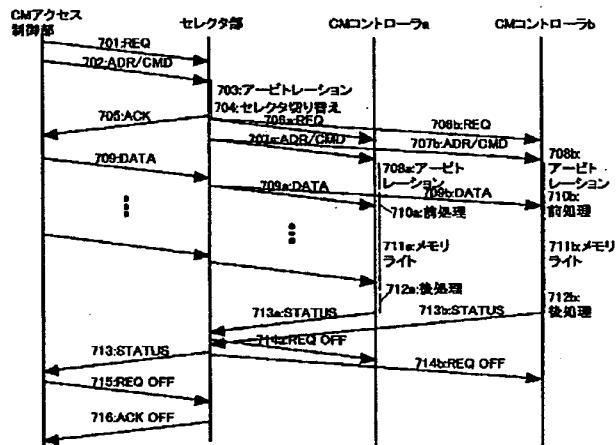 CMアクセス
制御部
セレクタ部
CMコントローラa
CMコントローラb
701:REQ
702:ADR/CMD
703:アービトレーション
704:セレクタ切り替え
705:ACK
706a:REQ
706b:REQ
707a:ADR/CMD
707b:ADR/CMD
708a:アービト
レーション
708b:
アービト
レーション
709:DATA
709a:DATA
709b:DATA
710a:前処理
710b:
前処理
711a:メモリ
ライト
711b:メモリ
ライト
712a:後処理
712b:
後処理
713a:STATUS
713b:STATUS
713:STATUS
714a:REQ OFF
714b:REQ OFF
715:REQ OFF
716:ACK OFF